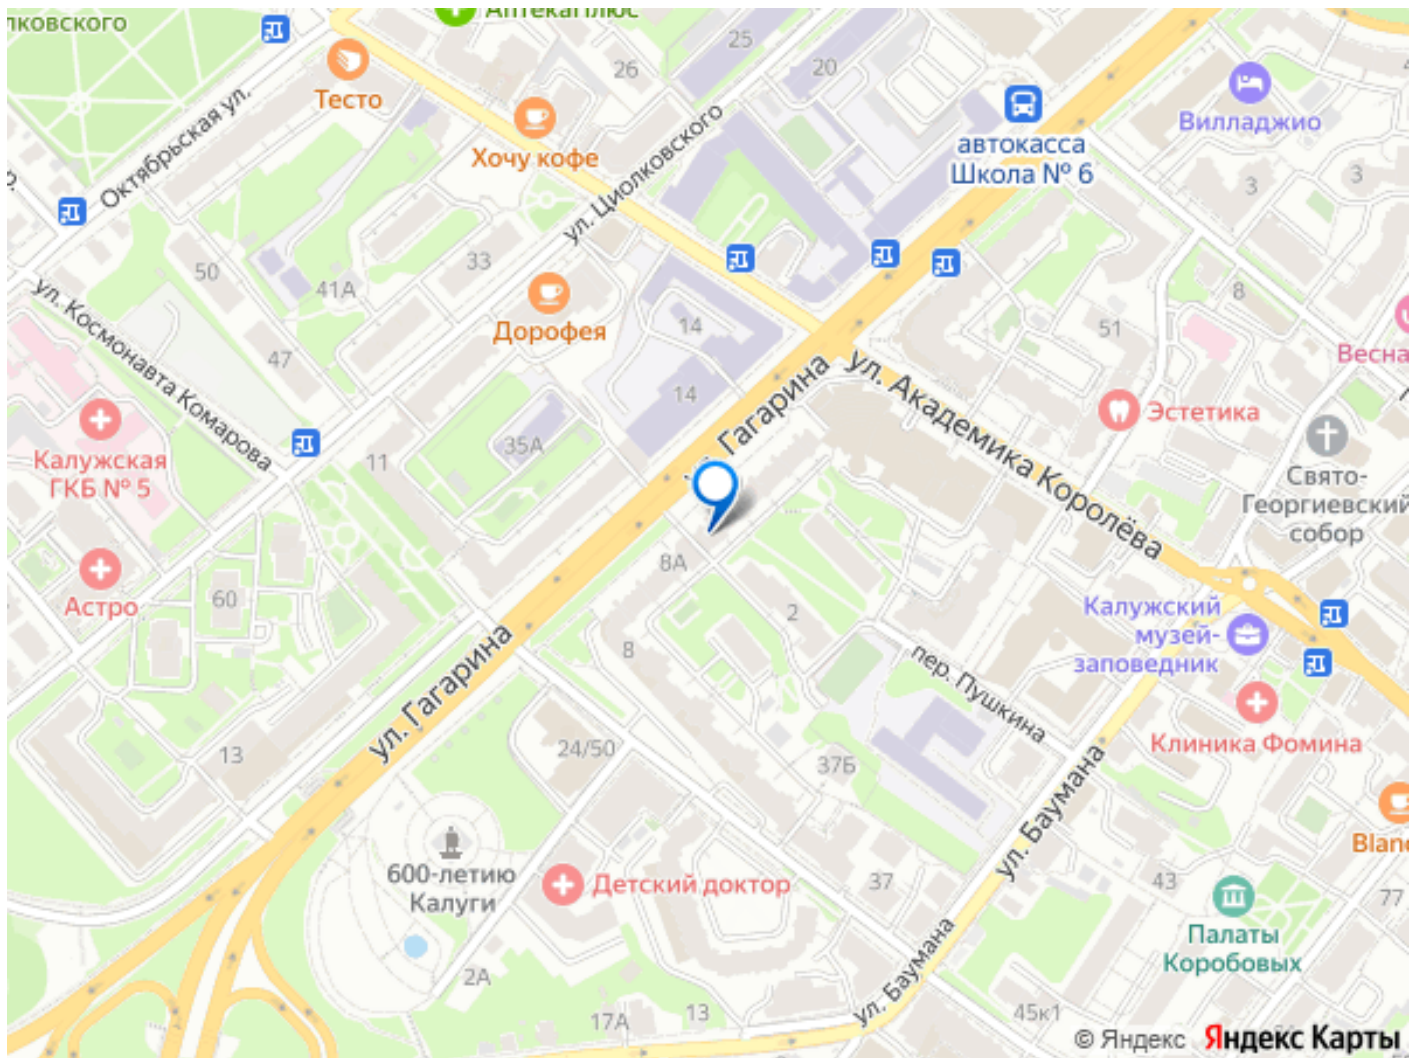 АптекаПлюс
лковского
25
20
26
Тесто
Вилладжио
Октябрьская ул.
Хочу кофе
ул. Циолковского
автокасса
Школа № 6
3
3
50
33
41А
8
ул. Космонавта Комарова
Дорофея
14
51
47
Весна
14
ул. Гагарина
ул. Академика Королёва
Эстетика
35А
11
Калужская
ГКБ № 5
Свято-
Георгиевский
собор
8А
Астро
60
2
Калужский
музей-
заповедник
8
пер. Пушкина
ул. Гагарина
13
24/50
37Б
Клиника Фомина
ул. Баумана
600-летию
Калуги
Детский доктор
37
43
77
Палаты
Коробовых
ул. Баумана
2А
17А
13
45к1
© Яндекс Яндекс Карты